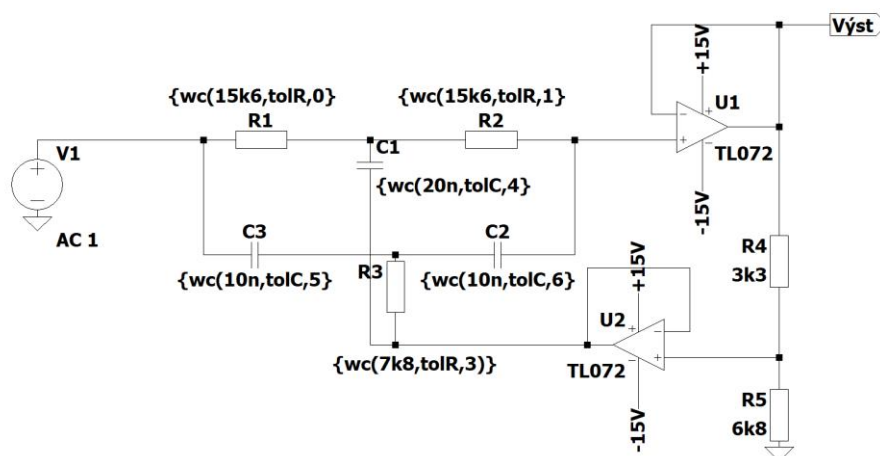 Výst
+15V
U1
{wc(15k6,tolR,0)}
{wc(15k6,tolR,1)}
R1
R2
V1
C1
TL072
{wc(20n,tolC,4)}
-15V
AC 1
C3
C2
R4
3k3
{wc(10n,tolC,5)}
R3
{wc(10n,tolC,6)}
+15V
U2
{wc(7k8,tolR,3)}
TL072
R5
6k8
-15V